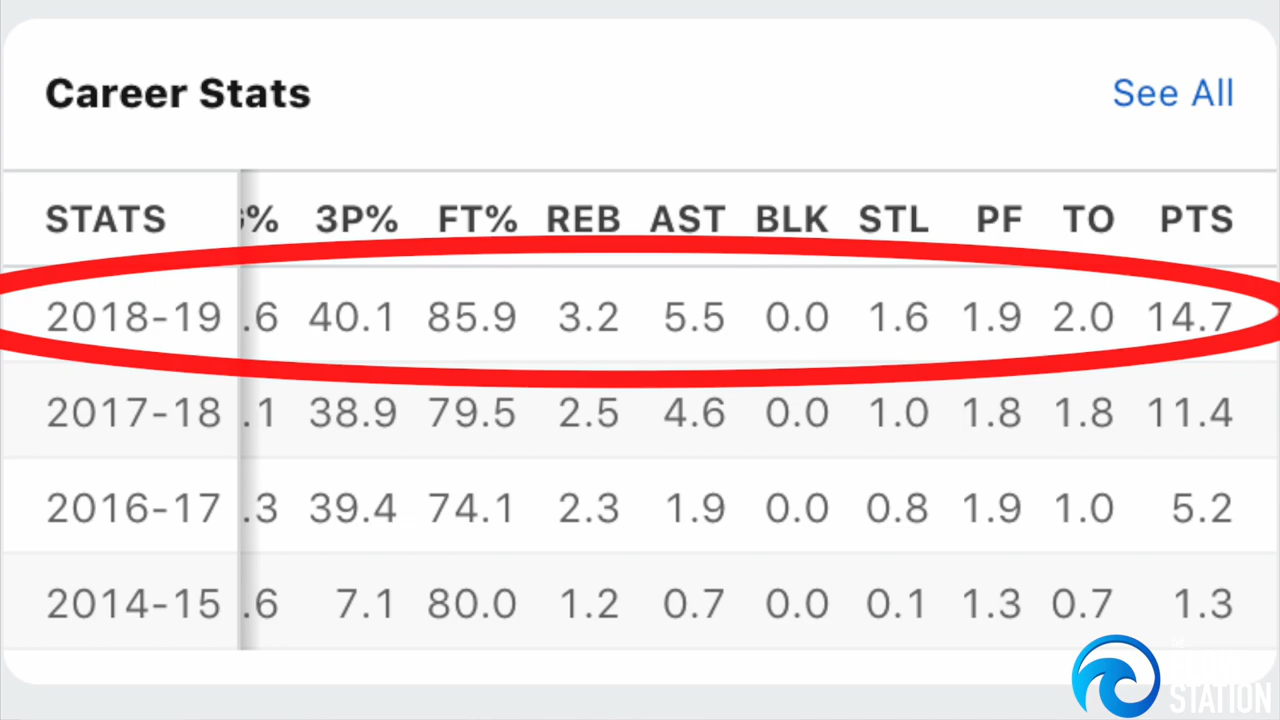 Career Stats See All
STATS % 3P% FT% REB AST BLK STL PF TO PTS
2018-19 .6 40.1 85.9 3.2 5.5 0.0 1.6 1.9 2.0 14.7
2017-18 .1 38.9 79.5 2.5 4.6 0.0 1.0 1.8 1.8 11.4
2016-17 .3 39.4 74.1 2.3 1.9 0.0 0.8 1.9 1.0 5.2
2014-15 .6 7.1 80.0 1.2 0.7 0.0 0.1 1.3 0.7 1.3
STATION